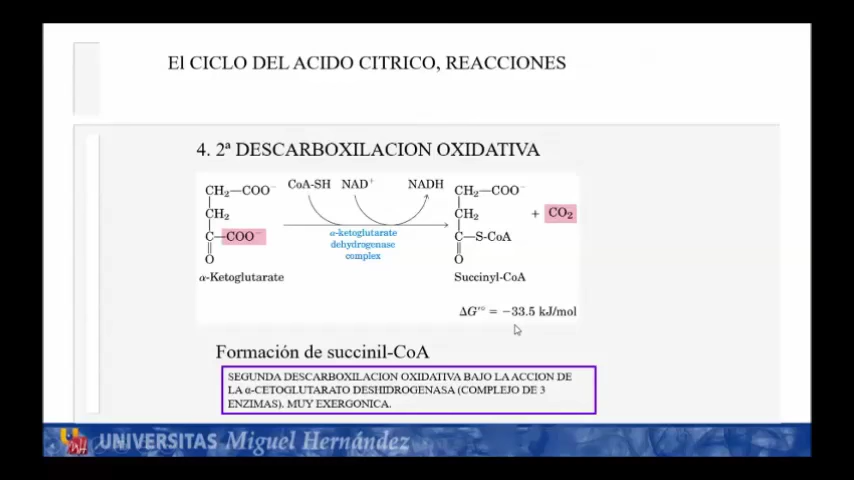 El CICLO DEL ACIDO CITRICO, REACCIONES
4. 2ª DESCARBOXILACION OXIDATIVA
CH₂—COO⁻ CoA-SH NAD⁺ NADH CH₂—COO⁻
CH₂ CH₂ + CO₂
C—COO⁻ α-ketoglutarate C—S-CoA
dehydrogenase
O complex O
α-Ketoglutarate Succinyl-CoA
ΔG′° = −33.5 kJ/mol
Formación de succinil-CoA
SEGUNDA DESCARBOXILACION OXIDATIVA BAJO LA ACCION DE
LA α-CETOGLUTARATO DESHIDROGENASA (COMPLEJO DE 3
ENZIMAS). MUY EXERGONICA.
UNIVERSITAS Miguel Hernández